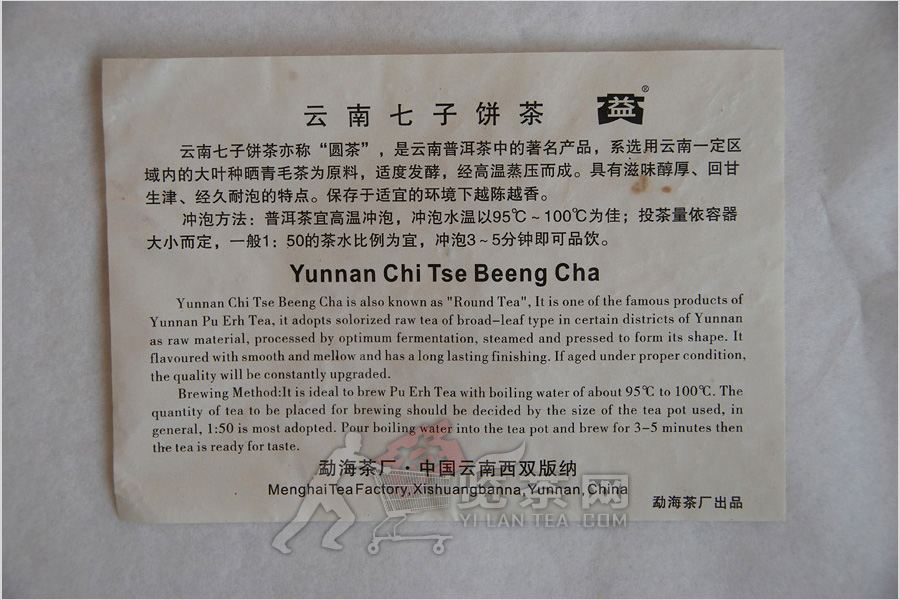 云南七子饼茶 益®
云南七子饼茶亦称“圆茶”，是云南普洱茶中的著名产品，系选用云南一定区
域内的大叶种晒青毛茶为原料，适度发酵，经高温蒸压而成。具有滋味醇厚、回甘
生津、经久耐泡的特点。保存于适宜的环境下越陈越香。
冲泡方法：普洱茶宜高温冲泡，冲泡水温以95℃～100℃为佳；投茶量依容器
大小而定，一般1：50的茶水比例为宜，冲泡3～5分钟即可品饮。
Yunnan Chi Tse Beeng Cha
Yunnan Chi Tse Beeng Cha is also known as "Round Tea", It is one of the famous products of
Yunnan Pu Erh Tea, it adopts solorized raw tea of broad-leaf type in certain districts of Yunnan
as raw material, processed by optimum fermentation, steamed and pressed to form its shape. It
flavoured with smooth and mellow and has a long lasting finishing. If aged under proper condition,
the quality will be constantly upgraded.
Brewing Method:It is ideal to brew Pu Erh Tea with boiling water of about 95℃ to 100℃. The
quantity of tea to be placed for brewing should be decided by the size of the tea pot used, in
general, 1:50 is most adopted. Pour boiling water into the tea pot and brew for 3-5 minutes then
the tea is ready for taste.
勐海茶厂·中国云南西双版纳
Menghai Tea Factory, Xishuangbanna, Yunnan, China
勐海茶厂出品
览茶网
YI LAN TEA .COM